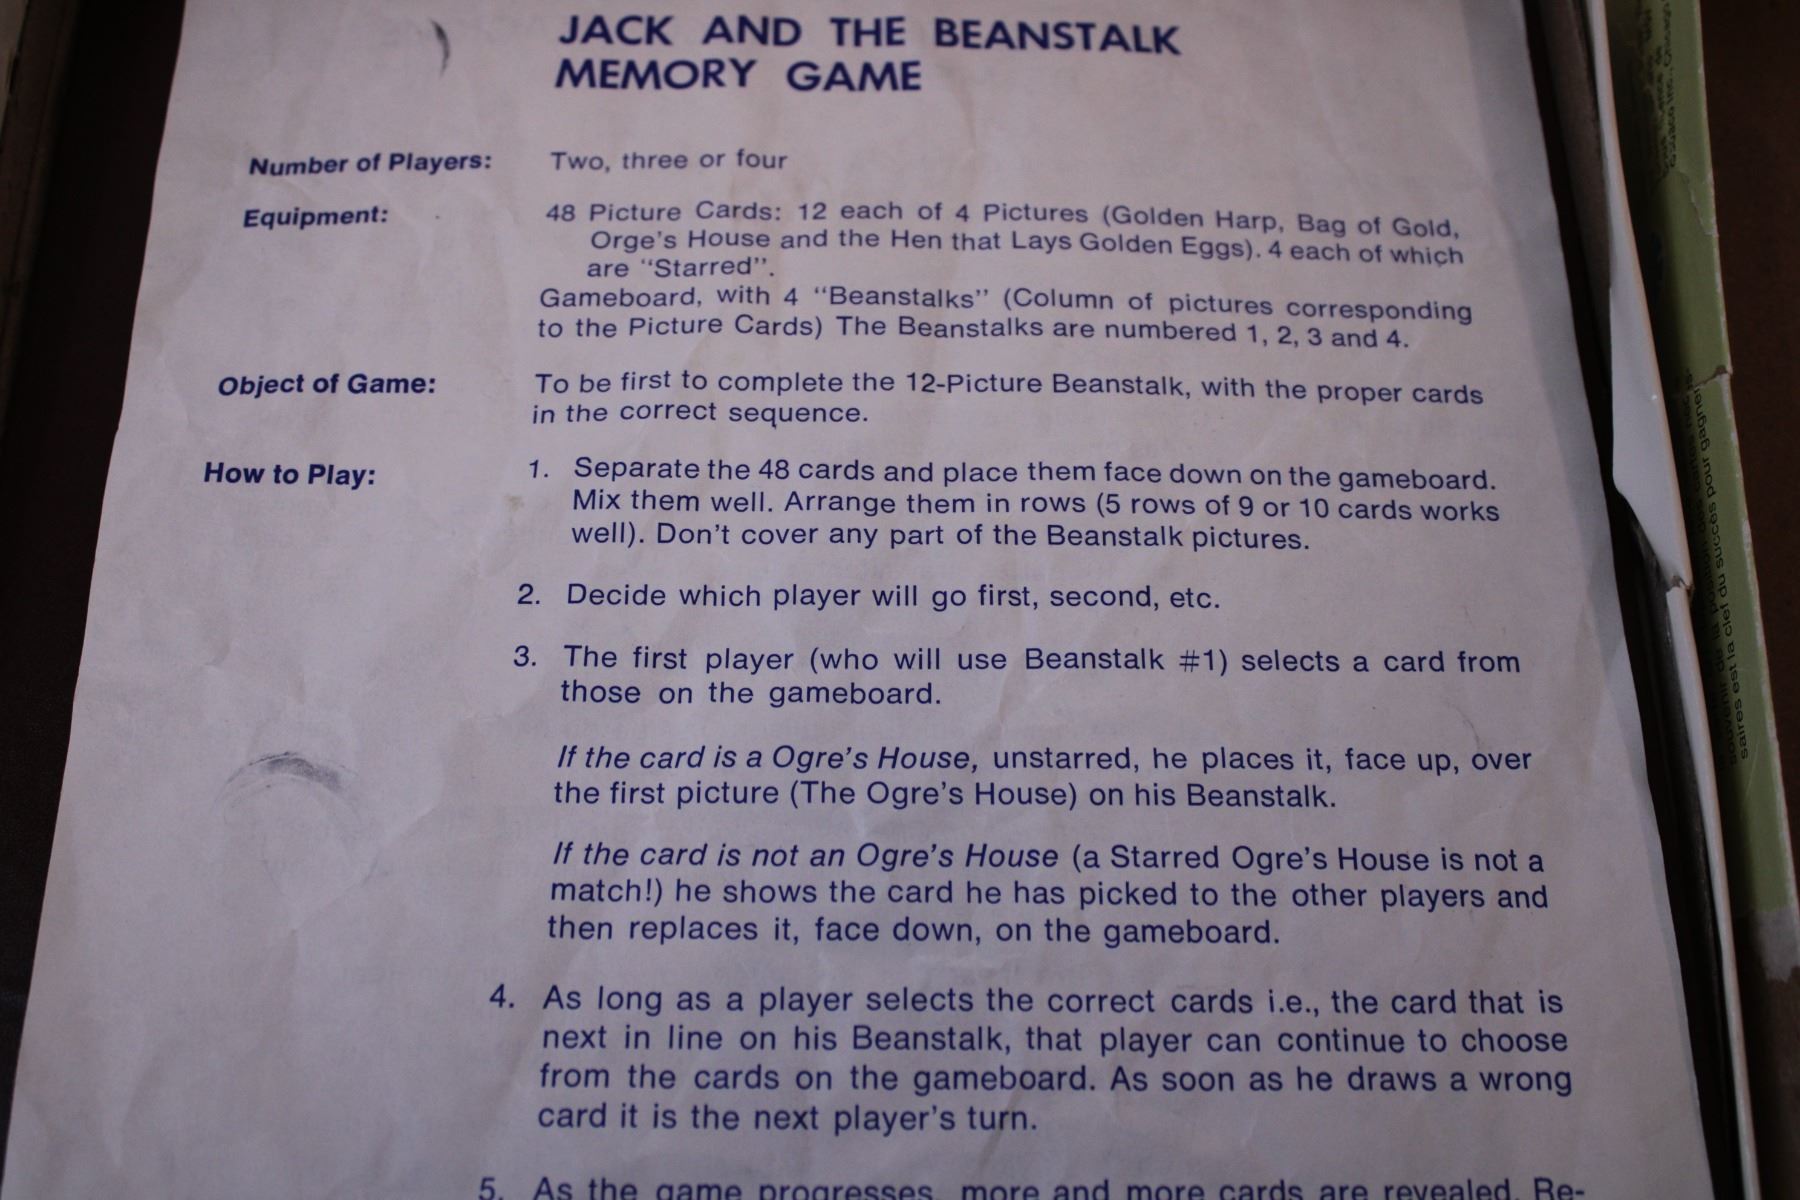 JACK AND THE BEANSTALK
MEMORY GAME
Number of Players: Two, three or four
Equipment: 48 Picture Cards: 12 each of 4 Pictures (Golden Harp, Bag of Gold,
Orge's House and the Hen that Lays Golden Eggs). 4 each of which
are "Starred".
Gameboard, with 4 "Beanstalks" (Column of pictures corresponding
to the Picture Cards) The Beanstalks are numbered 1, 2, 3 and 4.
Object of Game: To be first to complete the 12-Picture Beanstalk, with the proper cards
in the correct sequence.
How to Play: 1. Separate the 48 cards and place them face down on the gameboard.
Mix them well. Arrange them in rows (5 rows of 9 or 10 cards works
well). Don't cover any part of the Beanstalk pictures.
2. Decide which player will go first, second, etc.
3. The first player (who will use Beanstalk #1) selects a card from
those on the gameboard.
If the card is a Ogre's House, unstarred, he places it, face up, over
the first picture (The Ogre's House) on his Beanstalk.
If the card is not an Ogre's House (a Starred Ogre's House is not a
match!) he shows the card he has picked to the other players and
then replaces it, face down, on the gameboard.
4. As long as a player selects the correct cards i.e., the card that is
next in line on his Beanstalk, that player can continue to choose
from the cards on the gameboard. As soon as he draws a wrong
card it is the next player's turn.
5. As the game progresses, more and more cards are revealed. Re-
saires est la clef du succès pour gagner.